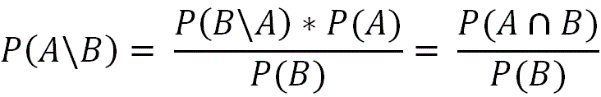 P(A\B) = P(B\A) * P(A) / P(B) = P(A ∩ B) / P(B)